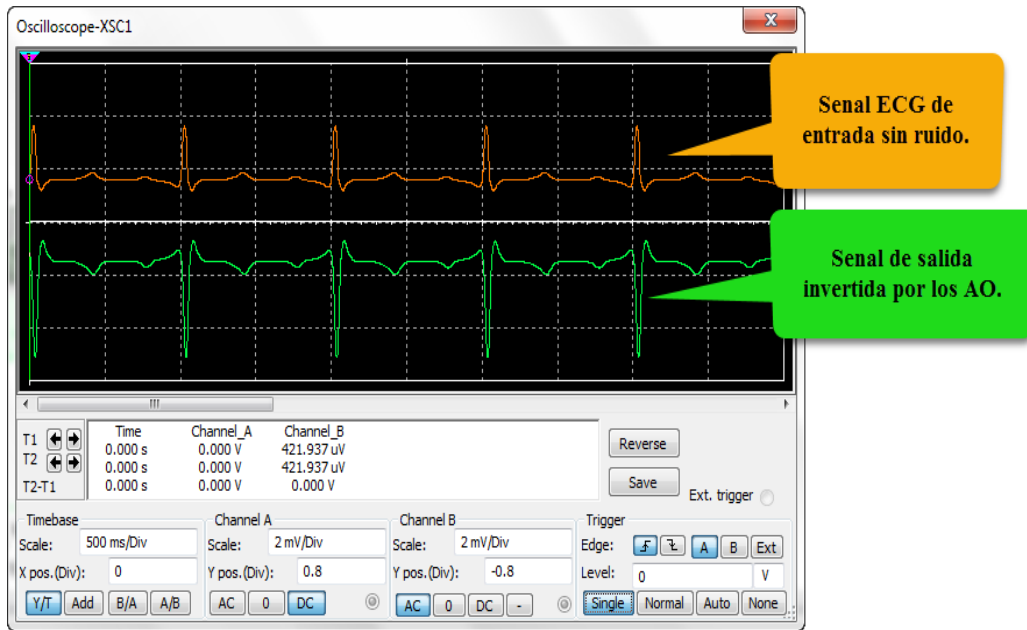 Oscilloscope-XSC1
x
Senal ECG de
entrada sin ruido.
Senal de salida
invertida por los AO.
T1
T2
T2-T1
Time Channel_A Channel_B
0.000 s 0.000 V 421.937 uV
0.000 s 0.000 V 421.937 uV
0.000 s 0.000 V 0.000 V
Reverse
Save
Ext. trigger
Timebase
Scale: 500 ms/Div
X pos.(Div): 0
Y/T Add B/A A/B
Channel A
Scale: 2 mV/Div
Y pos.(Div): 0.8
AC 0 DC
Channel B
Scale: 2 mV/Div
Y pos.(Div): -0.8
AC 0 DC -
Trigger
Edge: A B Ext
Level: 0 V
Single Normal Auto None